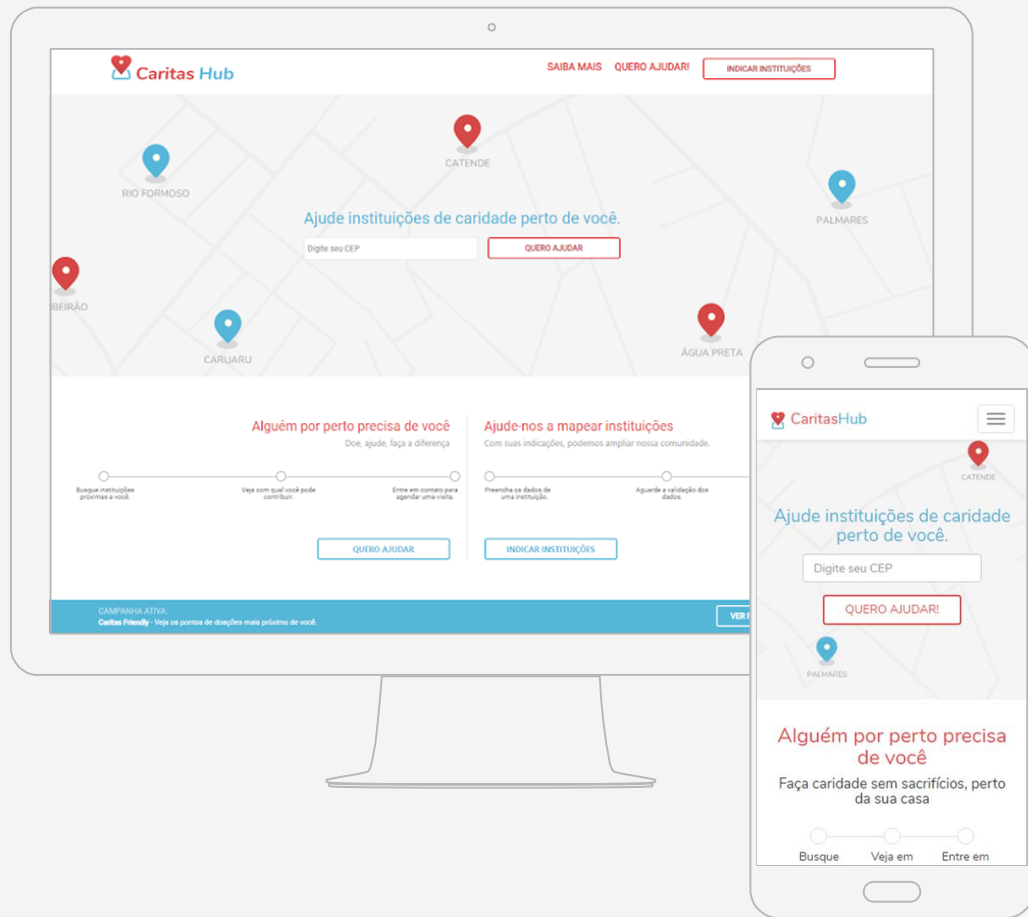 Caritas Hub
SAIBA MAIS QUERO AJUDAR! INDICAR INSTITUIÇÕES
CATENDE
RIO FORMOSO
PALMARES
Ajude instituições de caridade perto de você.
Digite seu CEP QUERO AJUDAR
BEIRÃO
CARUARU
ÁGUA PRETA
Alguém por perto precisa de você
Doe, ajude, faça a diferença
Busque instituições
próximas a você.
Veja com qual você pode
contribuir.
Entre em contato para
agendar uma visita.
QUERO AJUDAR
Ajude-nos a mapear instituições
Com suas indicações, podemos ampliar nossa comunidade.
Preencha os dados de
uma instituição.
Aguarde a validação dos
dados.
INDICAR INSTITUIÇÕES
CAMPANHA ATIVA:
Caritas Friendly - Veja os pontos de doações mais próximo de você.
VER
CaritasHub
CATENDE
Ajude instituições de caridade
perto de você.
Digite seu CEP
QUERO AJUDAR!
PALMARES
Alguém por perto precisa
de você
Faça caridade sem sacrifícios, perto
da sua casa
Busque Veja em Entre em